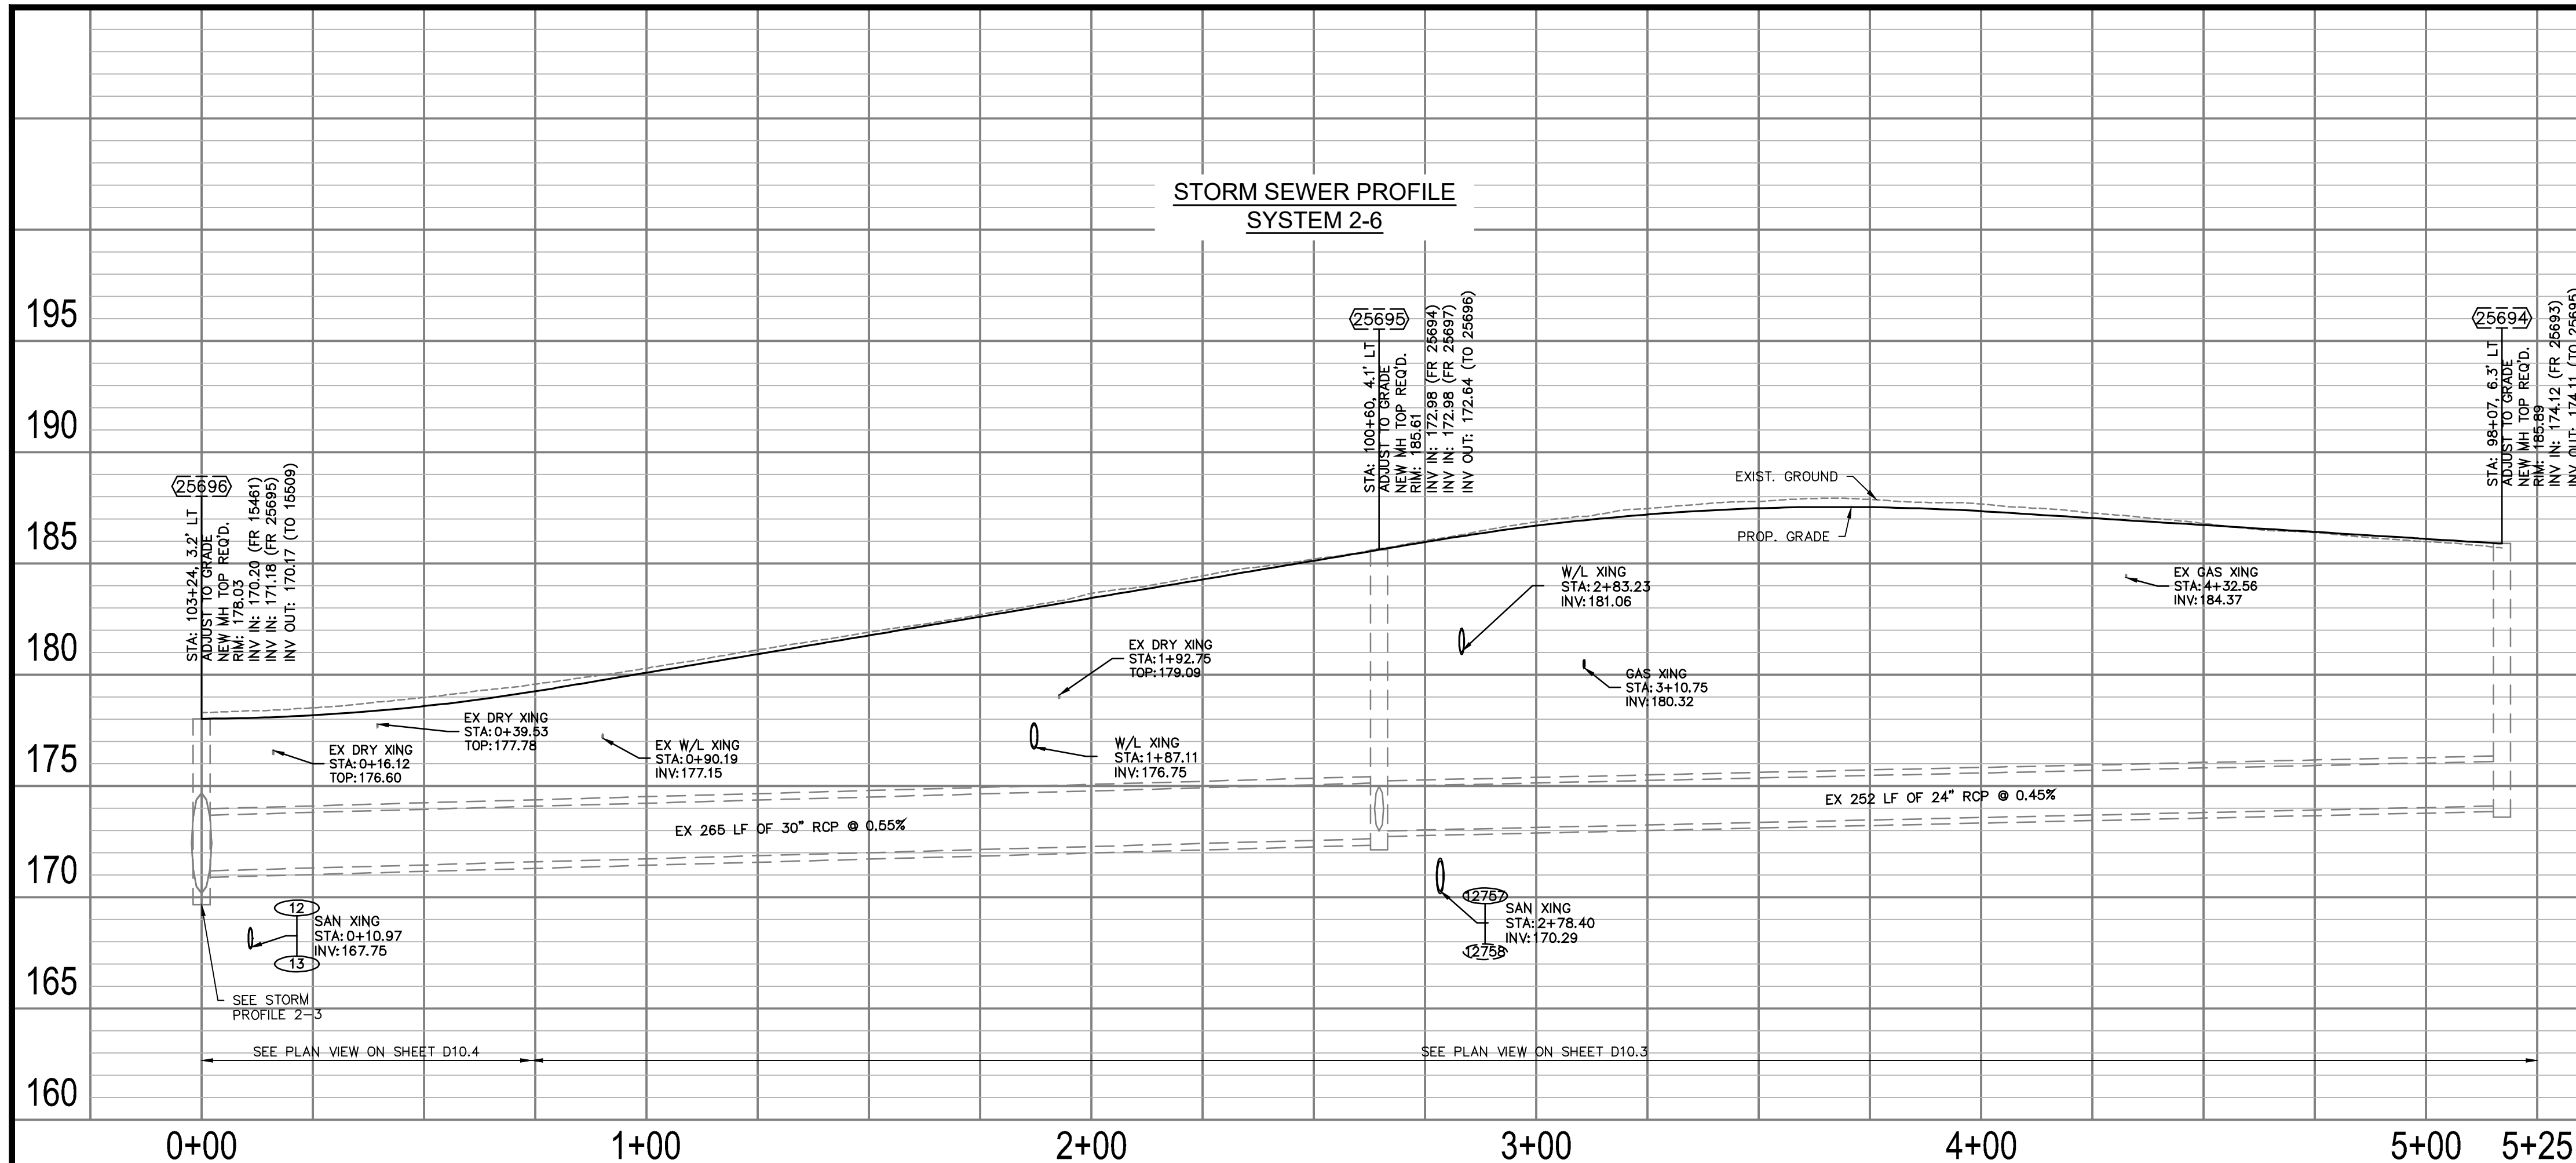 STORM SEWER PROFILE
SYSTEM 2-6
195
190
185
180
175
170
165
160
25696
STA: 103+24, 3.2' LT
ADJUST TO GRADE
NEW MH TOP REQ'D.
RIM: 178.03
INV IN: 170.20 (FR 15461)
INV IN: 171.18 (FR 25695)
INV OUT: 170.17 (TO 15509)
25695
STA: 100+60, 4.1' LT
ADJUST TO GRADE
NEW MH TOP REQ'D.
RIM: 185.61
INV IN: 172.98 (FR 25694)
INV IN: 172.98 (FR 25697)
INV OUT: 172.64 (TO 25696)
25694
STA: 98+07, 6.3' LT
ADJUST TO GRADE
NEW MH TOP REQ'D.
RIM: 185.89
INV IN: 174.12 (FR 25693)
INV OUT: 174.11 (TO 25695)
EXIST. GROUND
PROP. GRADE
EX DRY XING
STA:0+16.12
TOP:176.60
EX DRY XING
STA:0+39.53
TOP:177.78
EX W/L XING
STA:0+90.19
INV:177.15
EX DRY XING
STA:1+92.75
TOP:179.09
W/L XING
STA:1+87.11
INV:176.75
W/L XING
STA:2+83.23
INV:181.06
GAS XING
STA:3+10.75
INV:180.32
EX GAS XING
STA:4+32.56
INV:184.37
EX 265 LF OF 30" RCP @ 0.55%
EX 252 LF OF 24" RCP @ 0.45%
12
SAN XING
STA:0+10.97
INV:167.75
13
12757
SAN XING
STA:2+78.40
INV:170.29
12758
SEE STORM
PROFILE 2-3
SEE PLAN VIEW ON SHEET D10.4
SEE PLAN VIEW ON SHEET D10.3
0+00
1+00
2+00
3+00
4+00
5+00
5+25